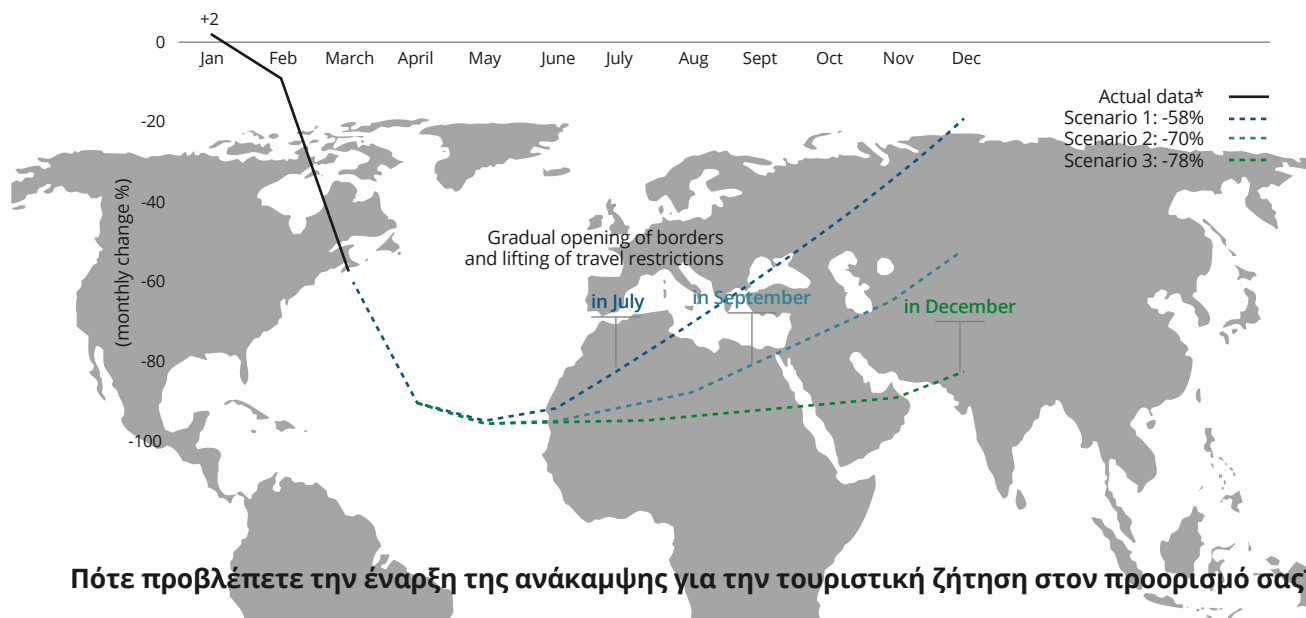 +2
0
Jan Feb March April May June July Aug Sept Oct Nov Dec
Actual data*
Scenario 1: -58%
Scenario 2: -70%
Scenario 3: -78%
-20
-40
-60
-80
-100
(monthly change %)
Gradual opening of borders
and lifting of travel restrictions
in July
in September
in December
Πότε προβλέπετε την έναρξη της ανάκαμψης για την τουριστική ζήτηση στον προορισμό σας